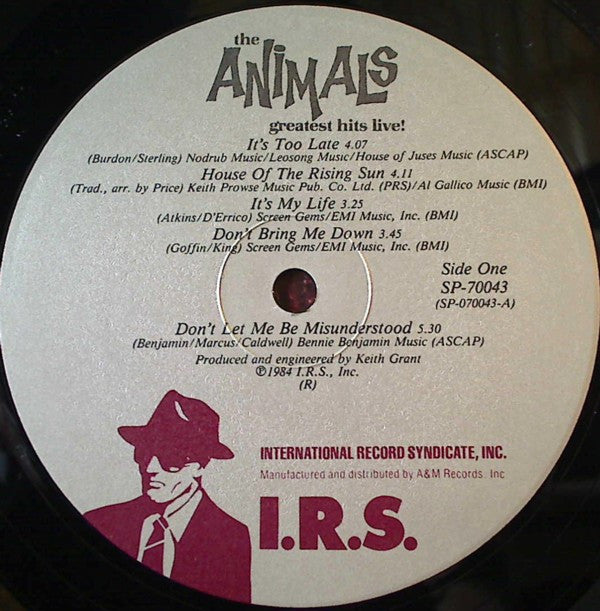 the
ANIMALS
greatest hits live!
It's Too Late 4.07
(Burdon/Sterling) Nodrub Music/Leosong Music/House of Juses Music (ASCAP)
House Of The Rising Sun 4.11
(Trad., arr. by Price) Keith Prowse Music Pub. Co. Ltd. (PRS)/Al Gallico Music (BMI)
It's My Life 3.25
(Atkins/D'Errico) Screen Gems/EMI Music, Inc. (BMI)
Don't Bring Me Down 3.45
(Goffin/King) Screen Gems/EMI Music, Inc. (BMI)
Side One
SP-70043
(SP-070043-A)
Don't Let Me Be Misunderstood 5.30
(Benjamin/Marcus/Caldwell) Bennie Benjamin Music (ASCAP)
Produced and engineered by Keith Grant
℗1984 I.R.S., Inc.
(R)
INTERNATIONAL RECORD SYNDICATE, INC.
Manufactured and distributed by A&M Records, Inc
I.R.S.